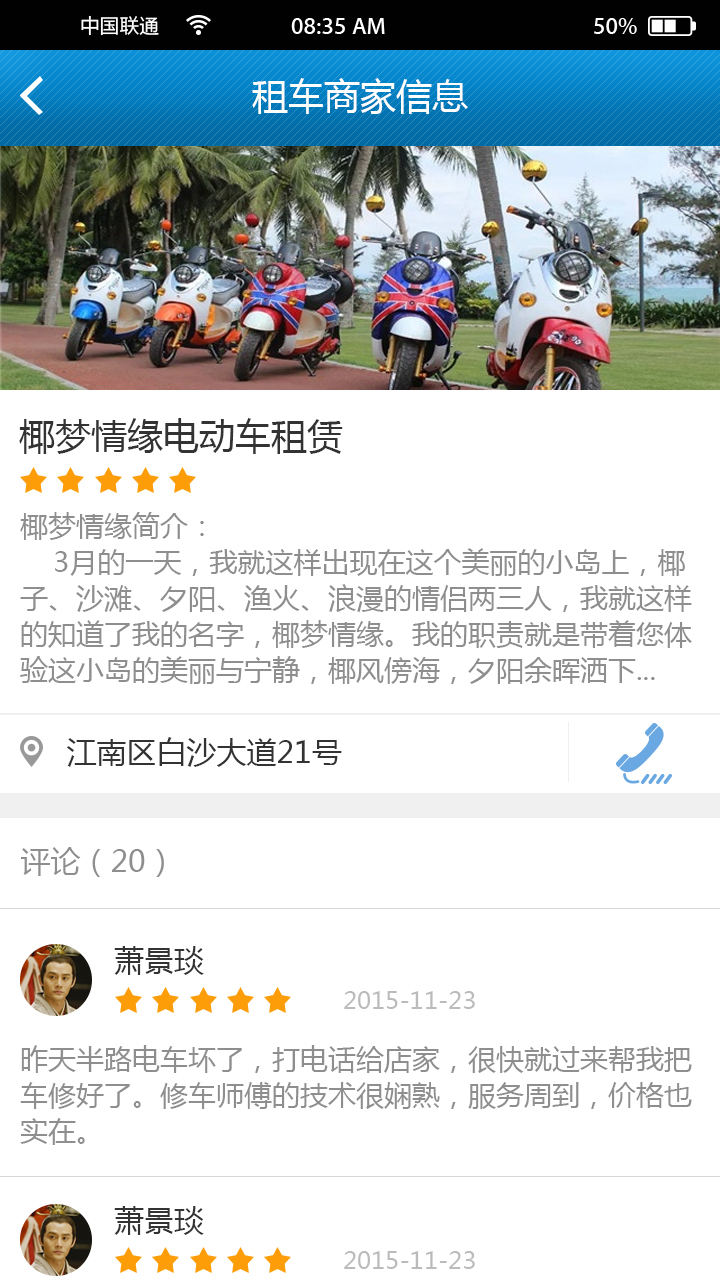 中国联通 08:35 AM 50%
租车商家信息
椰梦情缘电动车租赁
椰梦情缘简介：
3月的一天，我就这样出现在这个美丽的小岛上，椰
子、沙滩、夕阳、渔火、浪漫的情侣两三人，我就这样
的知道了我的名字，椰梦情缘。我的职责就是带着您体
验这小岛的美丽与宁静，椰风傍海，夕阳余晖洒下...
江南区白沙大道21号
评论（20）
萧景琰
2015-11-23
昨天半路电车坏了，打电话给店家，很快就过来帮我把
车修好了。修车师傅的技术很娴熟，服务周到，价格也
实在。
萧景琰
2015-11-23